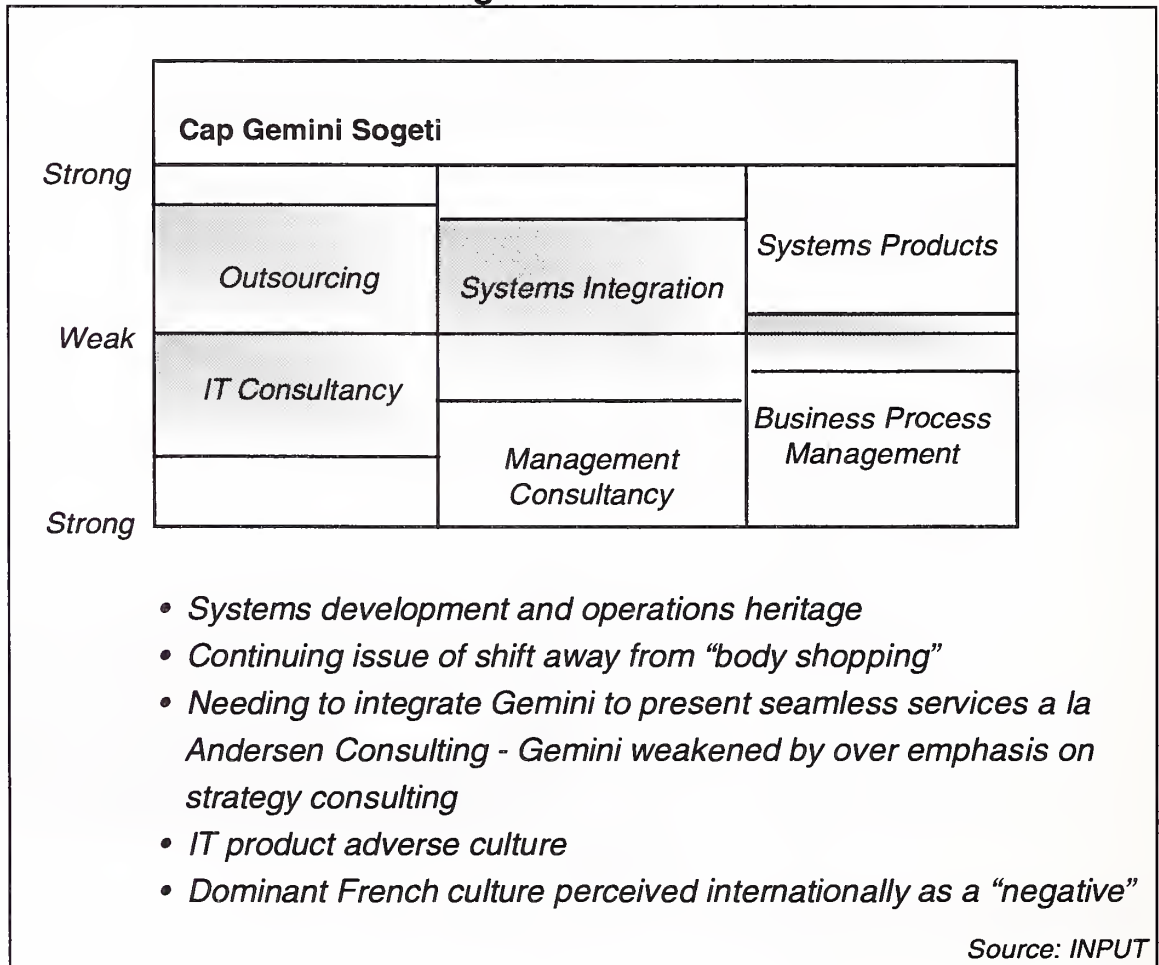 Cap Gemini Sogeti
Strong
Outsourcing
Systems Integration
Systems Products
Weak
IT Consultancy
Management
Consultancy
Business Process
Management
Strong
• Systems development and operations heritage
• Continuing issue of shift away from “body shopping”
• Needing to integrate Gemini to present seamless services a la
Andersen Consulting - Gemini weakened by over emphasis on
strategy consulting
• IT product adverse culture
• Dominant French culture perceived internationally as a “negative”
Source: INPUT